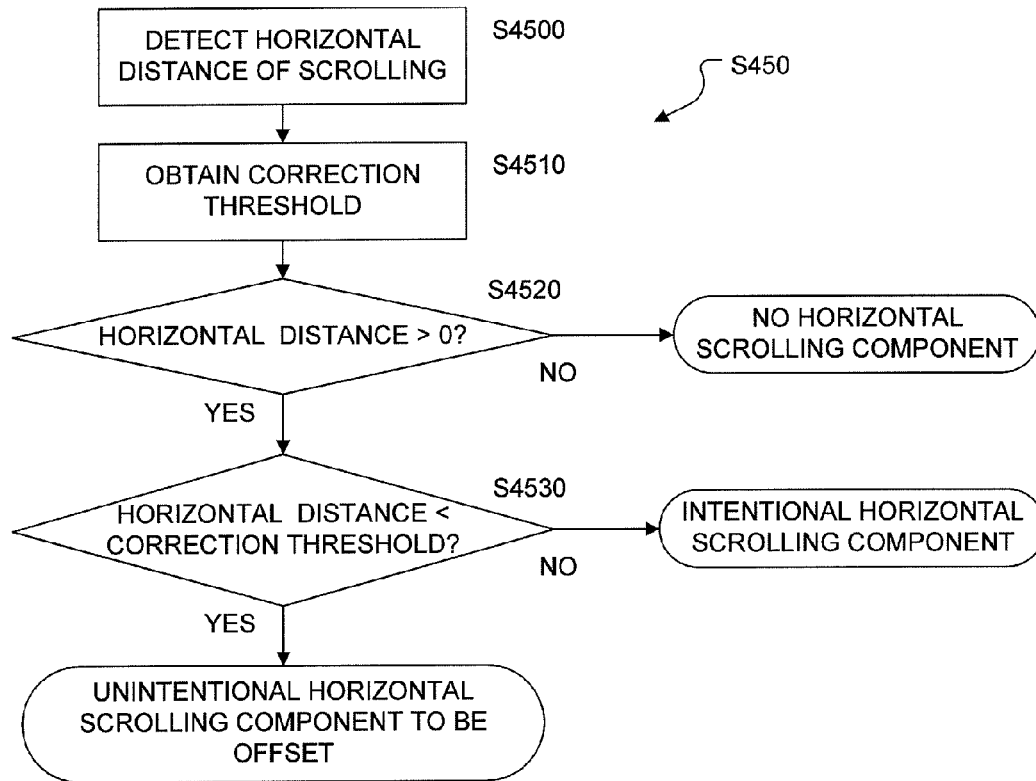 DETECT HORIZONTAL
DISTANCE OF SCROLLING
S4500
S450
OBTAIN CORRECTION
THRESHOLD
S4510
HORIZONTAL DISTANCE > 0?
S4520
NO
NO HORIZONTAL
SCROLLING COMPONENT
YES
HORIZONTAL DISTANCE <
CORRECTION THRESHOLD?
S4530
NO
INTENTIONAL HORIZONTAL
SCROLLING COMPONENT
YES
UNINTENTIONAL HORIZONTAL
SCROLLING COMPONENT TO BE
OFFSET